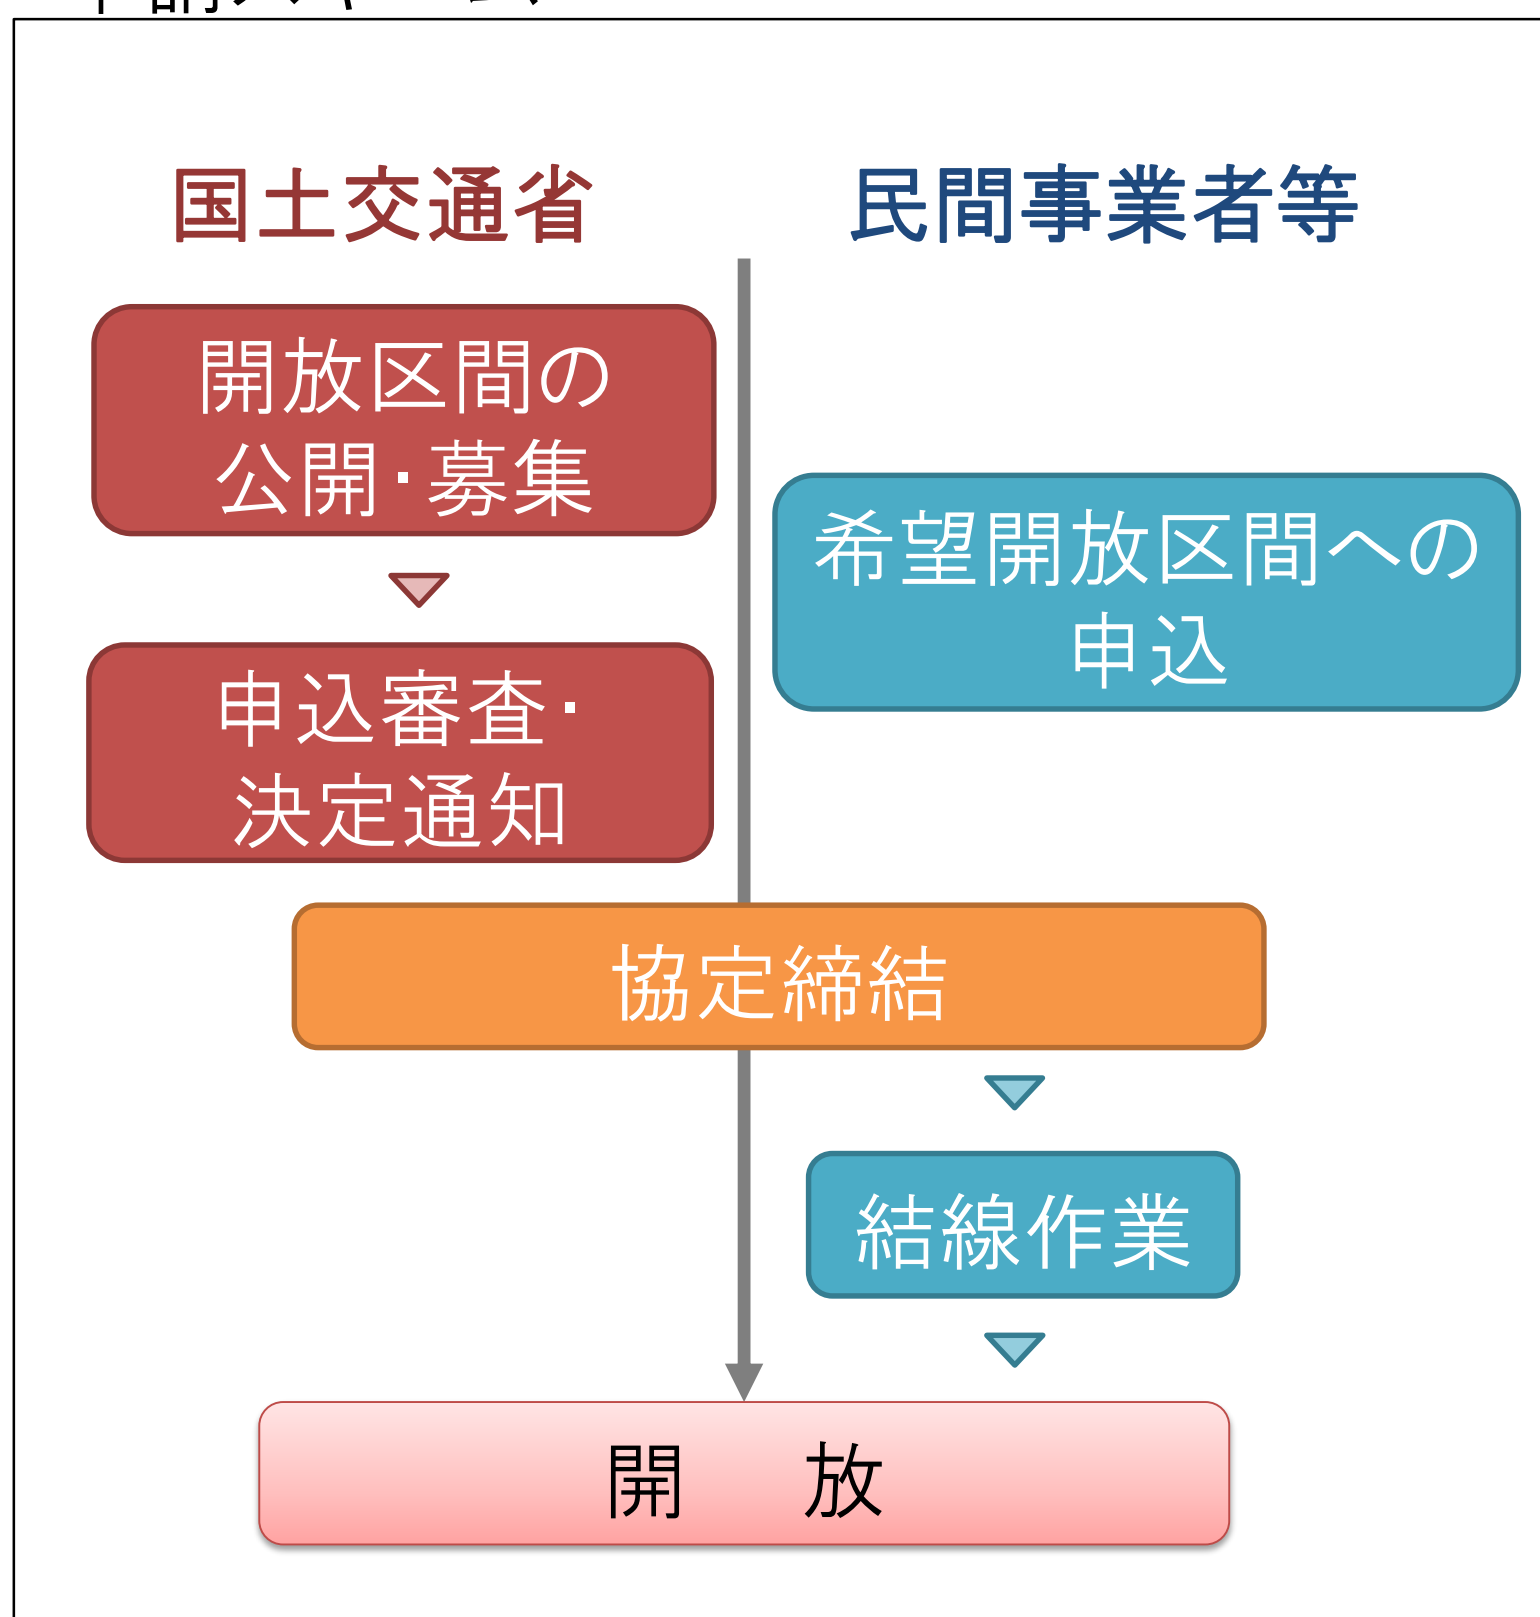 国土交通省
民間事業者等
開放区間の
公開・募集
希望開放区間への
申込
申込審査・
決定通知
協定締結
結線作業
開　放